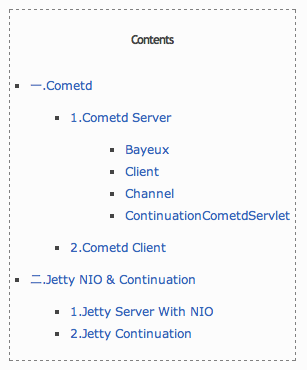 Contents
一.Cometd
1.Cometd Server
Bayeux
Client
Channel
ContinuationCometdServlet
2.Cometd Client
二.Jetty NIO & Continuation
1.Jetty Server With NIO
2.Jetty Continuation